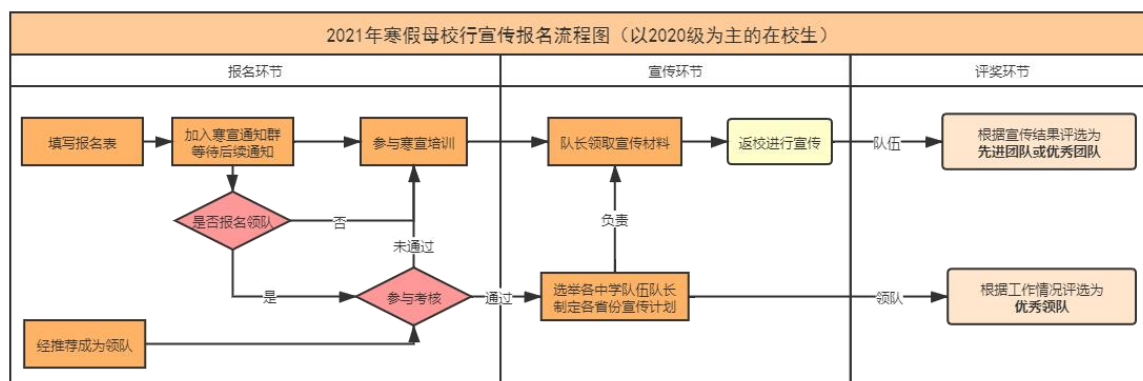 2021年寒假母校行宣传报名流程图（以2020级为主的在校生）
报名环节
宣传环节
评奖环节
填写报名表
加入寒宣通知群
等待后续通知
参与寒宣培训
队长领取宣传材料
返校进行宣传
队伍
根据宣传结果评选为
先进团队或优秀团队
是否报名领队
否
未通过
负责
是
参与考核
通过
选举各中学队伍队长
制定各省份宣传计划
领队
根据工作情况评选为
优秀领队
经推荐成为领队